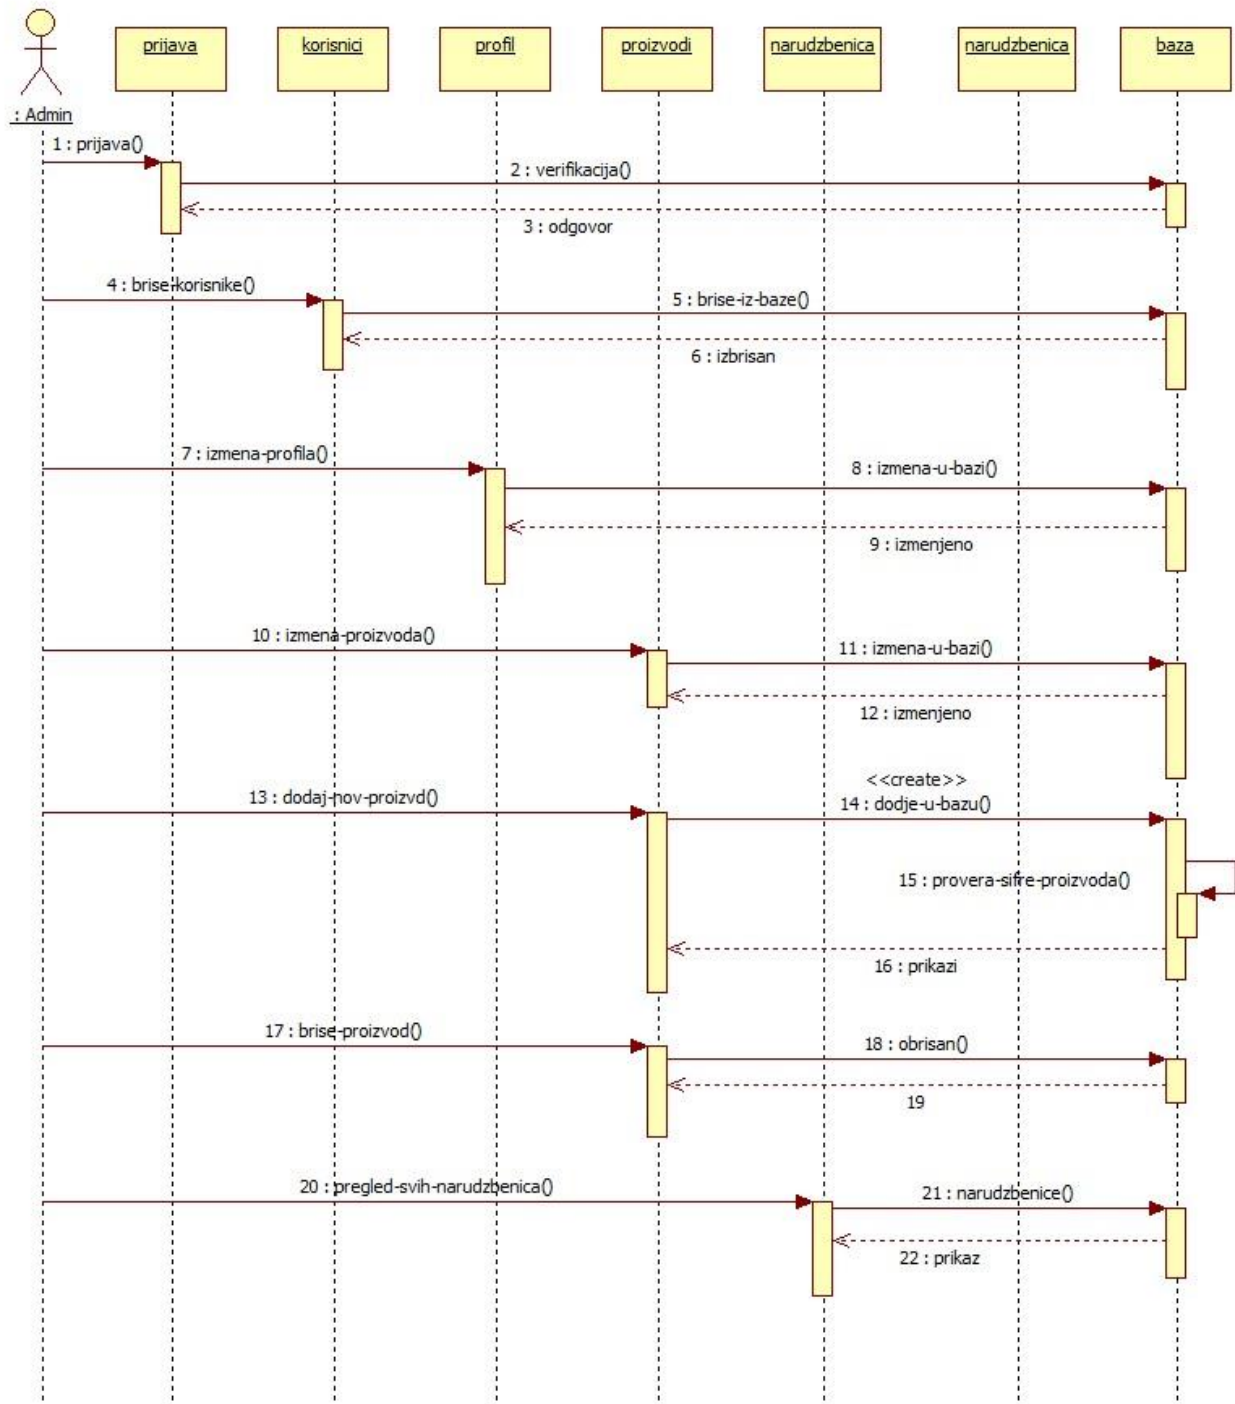 prijava
korisnici
profil
proizvodi
narudzbenica
narudzbenica
baza
: Admin
1 : prijava()
2 : verifikacija()
3 : odgovor
4 : brise-korisnike()
5 : brise-iz-baze()
6 : izbrisan
7 : izmena-profila()
8 : izmena-u-bazi()
9 : izmenjeno
10 : izmena-proizvoda()
11 : izmena-u-bazi()
12 : izmenjeno
<<create>>
13 : dodaj-nov-proizvd()
14 : dodje-u-bazu()
15 : provera-sifre-proizvoda()
16 : prikazi
17 : brise-proizvod()
18 : obrisan()
19
20 : pregled-svih-narudzbenica()
21 : narudzbenice()
22 : prikaz